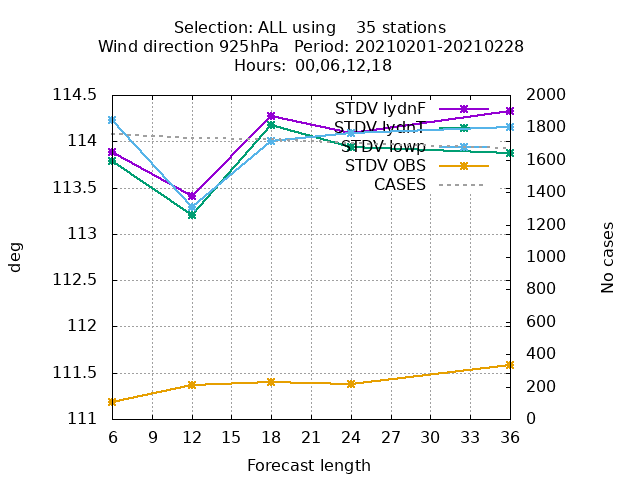 Selection: ALL using 35 stations
Wind direction 925hPa Period: 20210201-20210228
Hours: 00,06,12,18
114.5
114
113.5
113
112.5
112
111.5
111
2000
1800
1600
1400
1200
1000
800
600
400
200
0
STDV lydnF
STDV lydnT
STDV lowp
STDV OBS
CASES
deg
No cases
6 9 12 15 18 21 24 27 30 33 36
Forecast length